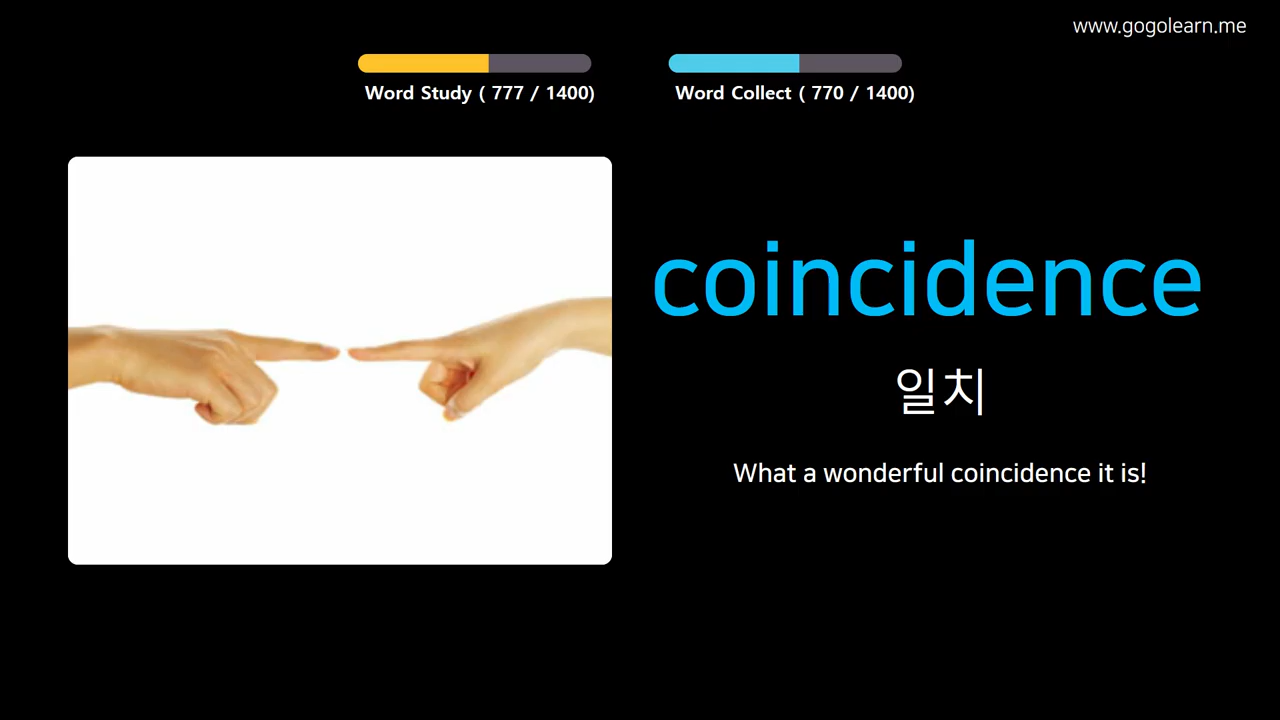 www.gogolearn.me
Word Study ( 777 / 1400)
Word Collect ( 770 / 1400)
coincidence
일치
What a wonderful coincidence it is!